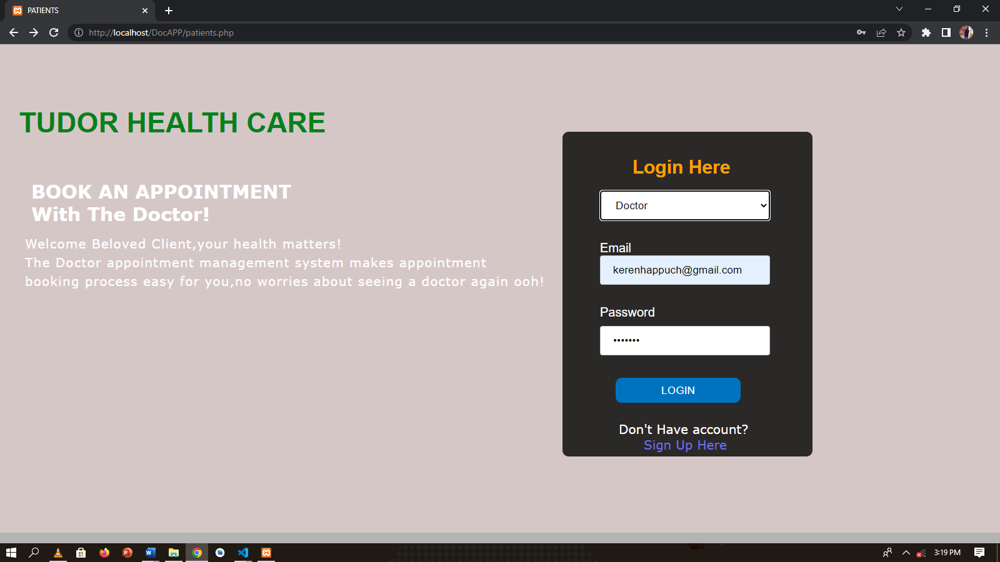 PATIENTS
http://localhost/DocAPP/patients.php
TUDOR HEALTH CARE
BOOK AN APPOINTMENT
With The Doctor!
Welcome Beloved Client,your health matters!
The Doctor appointment management system makes appointment
booking process easy for you,no worries about seeing a doctor again ooh!
Login Here
Doctor
Email
kerenhappuch@gmail.com
Password
•••••••
LOGIN
Don't Have account?
Sign Up Here
3:19 PM